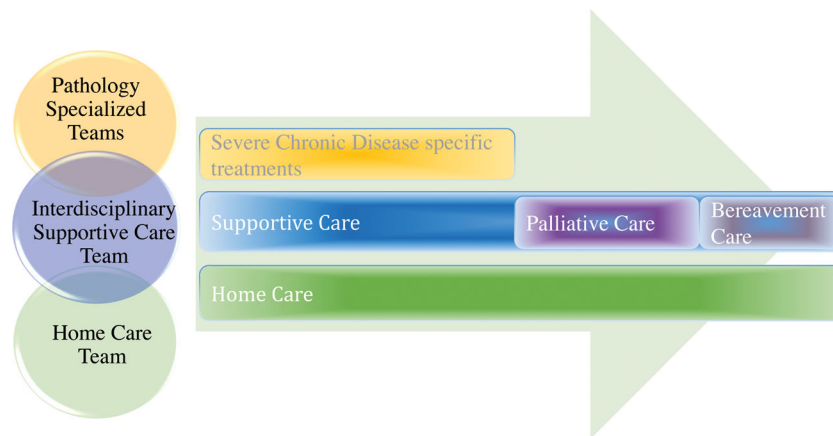 Pathology
Specialized
Teams
Interdisciplinary
Supportive Care
Team
Home Care
Team
Severe Chronic Disease specific
treatments
Supportive Care
Palliative Care
Bereavement
Care
Home Care